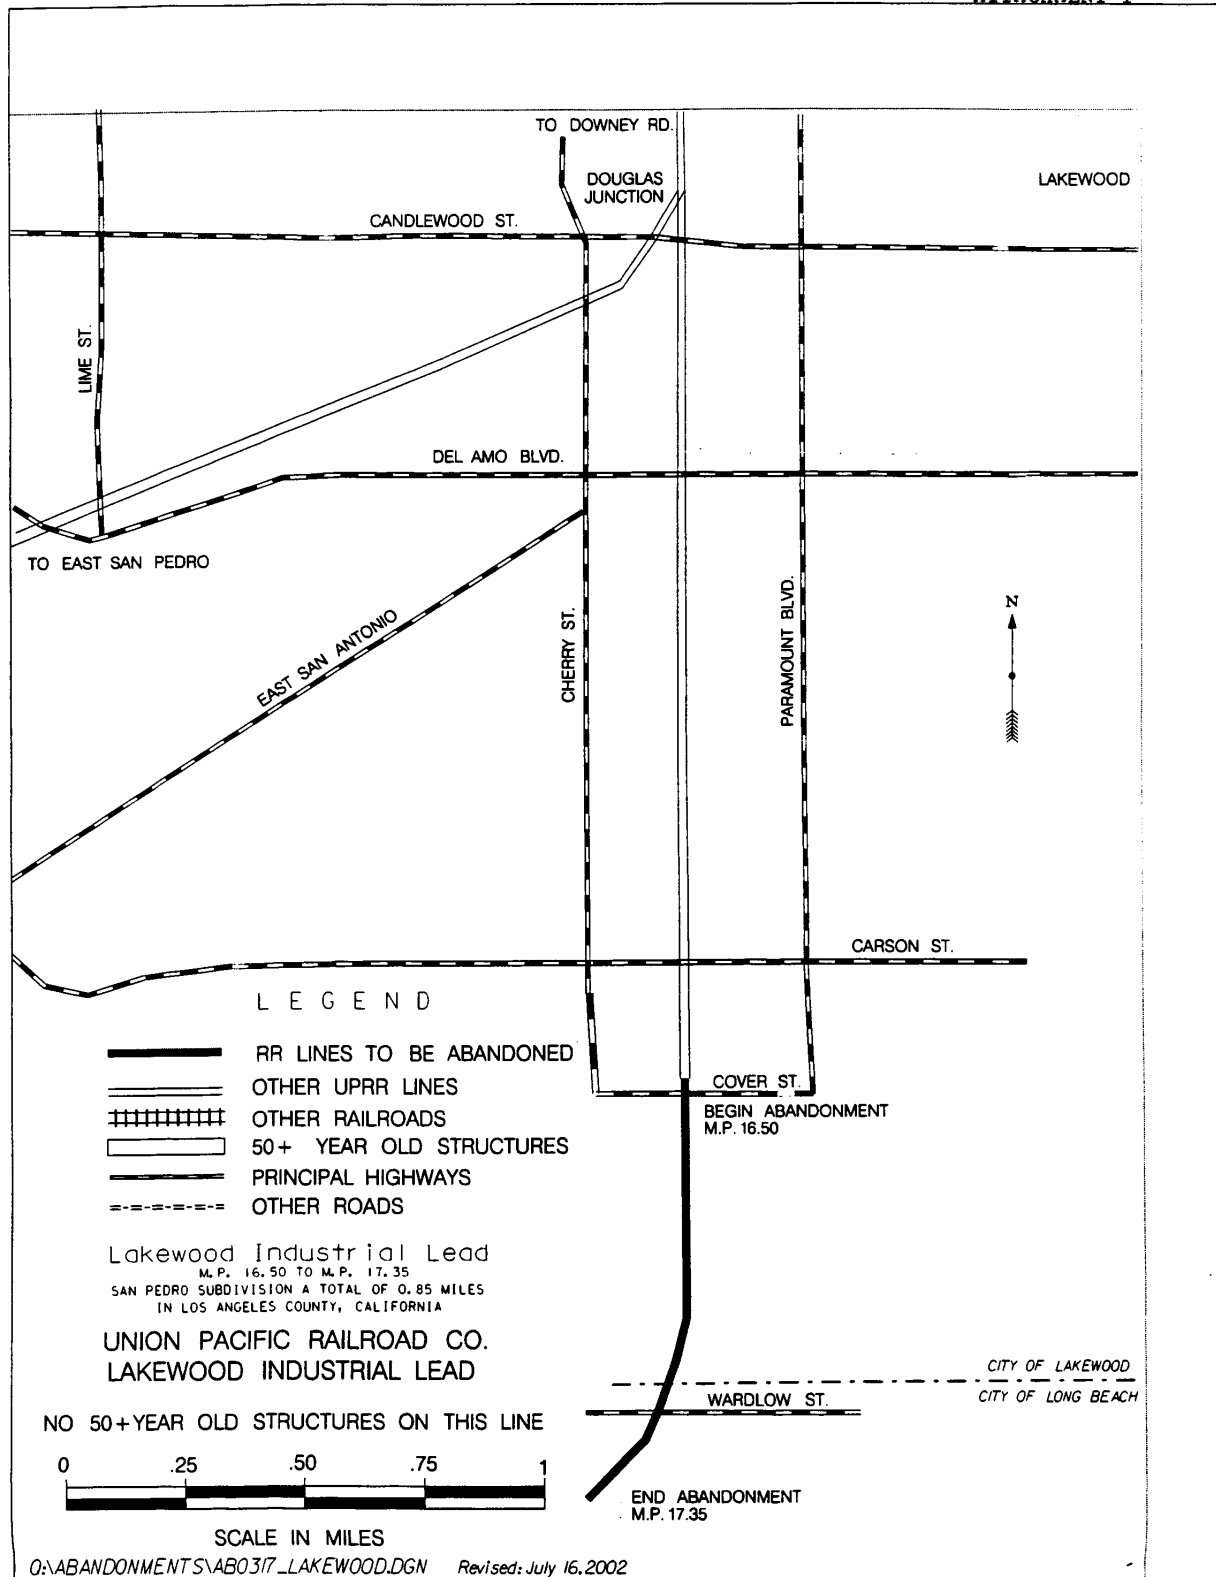 TO DOWNEY RD.
DOUGLAS
JUNCTION
LAKEWOOD
CANDLEWOOD ST.
LIME ST.
DEL AMO BLVD.
TO EAST SAN PEDRO
EAST SAN ANTONIO
CHERRY ST.
PARAMOUNT BLVD.
N
CARSON ST.
LEGEND
RR LINES TO BE ABANDONED
OTHER UPRR LINES
OTHER RAILROADS
50+ YEAR OLD STRUCTURES
PRINCIPAL HIGHWAYS
OTHER ROADS
COVER ST.
BEGIN ABANDONMENT
M.P. 16.50
Lakewood Industrial Lead
M.P. 16.50 TO M.P. 17.35
SAN PEDRO SUBDIVISION A TOTAL OF 0.85 MILES
IN LOS ANGELES COUNTY, CALIFORNIA
UNION PACIFIC RAILROAD CO.
LAKEWOOD INDUSTRIAL LEAD
CITY OF LAKEWOOD
CITY OF LONG BEACH
WARDLOW ST.
NO 50+YEAR OLD STRUCTURES ON THIS LINE
0 .25 .50 .75 1
END ABANDONMENT
M.P. 17.35
SCALE IN MILES
O:\ABANDONMENTS\AB0317_LAKEWOOD.DGN Revised: July 16, 2002